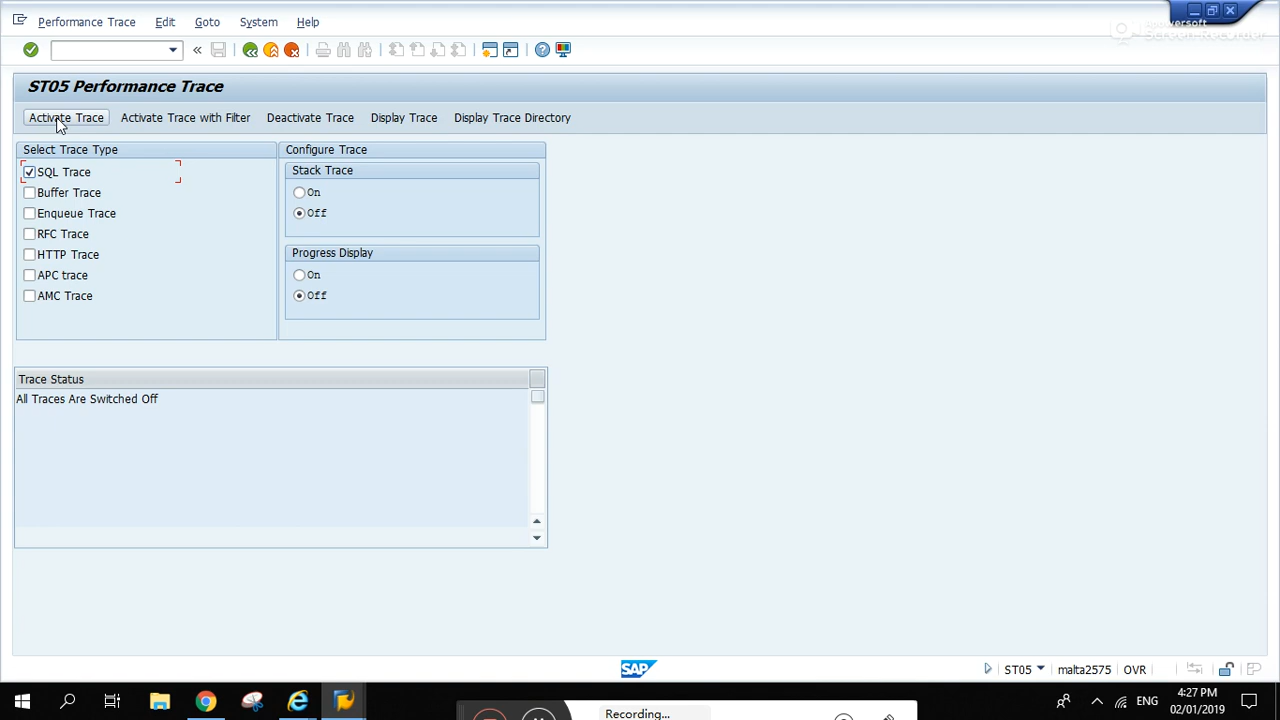 Performance Trace Edit Goto System Help
Apowersoft
Screen Recorder
ST05 Performance Trace
Activate Trace Activate Trace with Filter Deactivate Trace Display Trace Display Trace Directory
Select Trace Type
SQL Trace
Buffer Trace
Enqueue Trace
RFC Trace
HTTP Trace
APC trace
AMC Trace
Configure Trace
Stack Trace
On
Off
Progress Display
On
Off
Trace Status
All Traces Are Switched Off
SAP
ST05 malta2575 OVR
ENG
4:27 PM
02/01/2019
Recording...